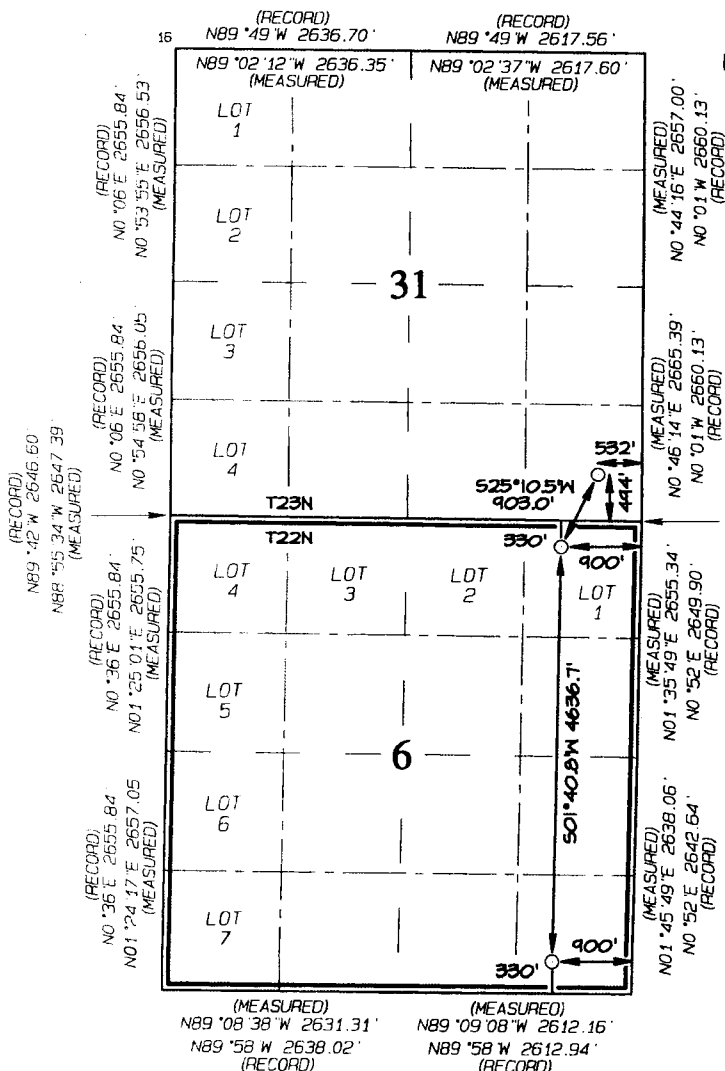 (RECORD)
N89°49'W 2636.70'
(RECORD)
N89°49'W 2617.56'
16
N89°02'12"W 2636.35'
(MEASURED)
N89°02'37"W 2617.60'
(MEASURED)
(RECORD)
N0°06'E 2655.84'
N0°53'55"E 2656.53'
(MEASURED)
(MEASURED)
N0°44'16"E 2657.00'
N0°01'W 2660.13'
(RECORD)
LOT
1
LOT
2
31
LOT
3
LOT
4
(RECORD)
N0°06'E 2655.84'
N0°54'58"E 2656.05'
(MEASURED)
(MEASURED)
N0°46'14"E 2665.39'
N0°01'W 2660.13'
(RECORD)
532'
444'
S25°10.5'W
903.0'
T23N
(RECORD)
N89°42'W 2646.60'
N88°55'34"W 2647.39'
(MEASURED)
T22N
330'
900'
LOT
4
LOT
3
LOT
2
LOT
1
(RECORD)
N0°36'E 2655.84'
N01°25'01"E 2655.75'
(MEASURED)
(MEASURED)
N01°35'49"E 2655.34'
N0°52'E 2649.90'
(RECORD)
LOT
5
6
S01°40.8'W 4636.7'
LOT
6
LOT
7
(RECORD)
N0°36'E 2655.84'
N01°24'17"E 2657.05'
(MEASURED)
(MEASURED)
N01°45'49"E 2638.06'
N0°52'E 2642.64'
(RECORD)
330'
900'
(MEASURED)
N89°08'38"W 2631.31'
N89°58'W 2638.02'
(RECORD)
(MEASURED)
N89°09'08"W 2612.16'
N89°58'W 2612.94'
(RECORD)